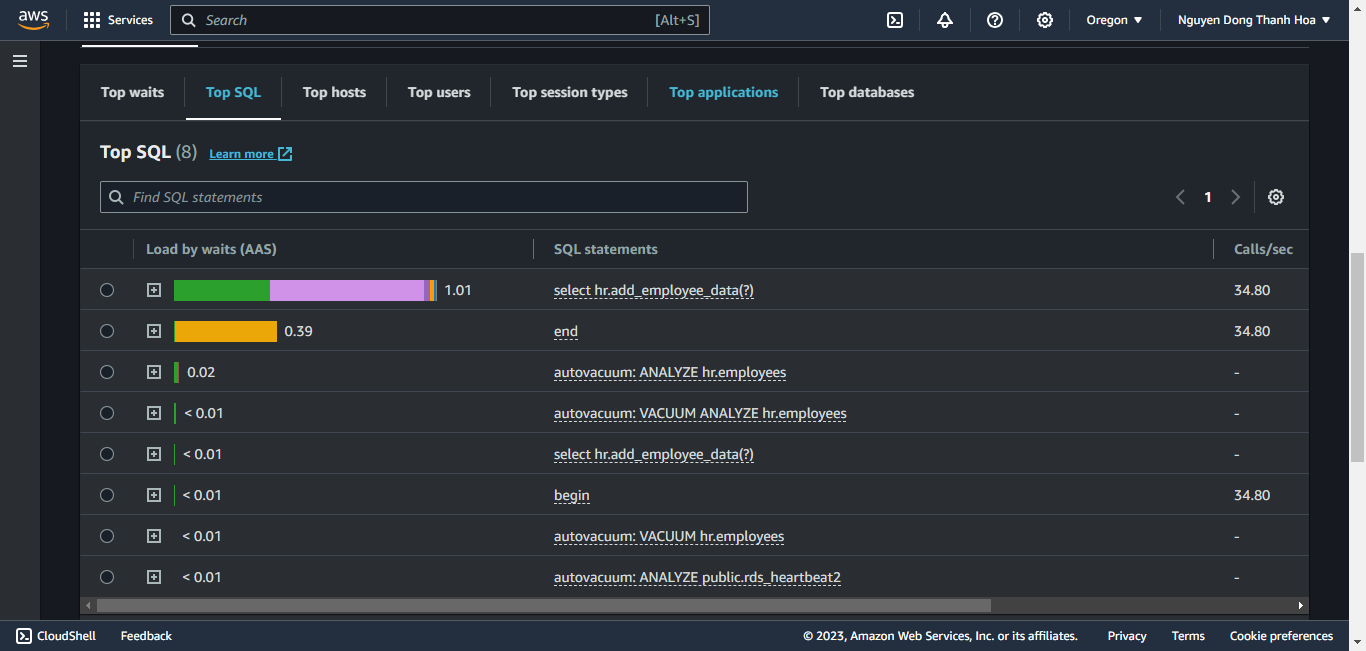 aws Services Search [Alt+S] Oregon ▼ Nguyen Dong Thanh Hoa ▼
Top waits Top SQL Top hosts Top users Top session types Top applications Top databases
Top SQL (8) Learn more
Find SQL statements 1
Load by waits (AAS) SQL statements Calls/sec
1.01 select hr.add_employee_data(?) 34.80
0.39 end 34.80
0.02 autovacuum: ANALYZE hr.employees -
< 0.01 autovacuum: VACUUM ANALYZE hr.employees -
< 0.01 select hr.add_employee_data(?) -
< 0.01 begin 34.80
< 0.01 autovacuum: VACUUM hr.employees -
< 0.01 autovacuum: ANALYZE public.rds_heartbeat2 -
CloudShell Feedback © 2023, Amazon Web Services, Inc. or its affiliates. Privacy Terms Cookie preferences